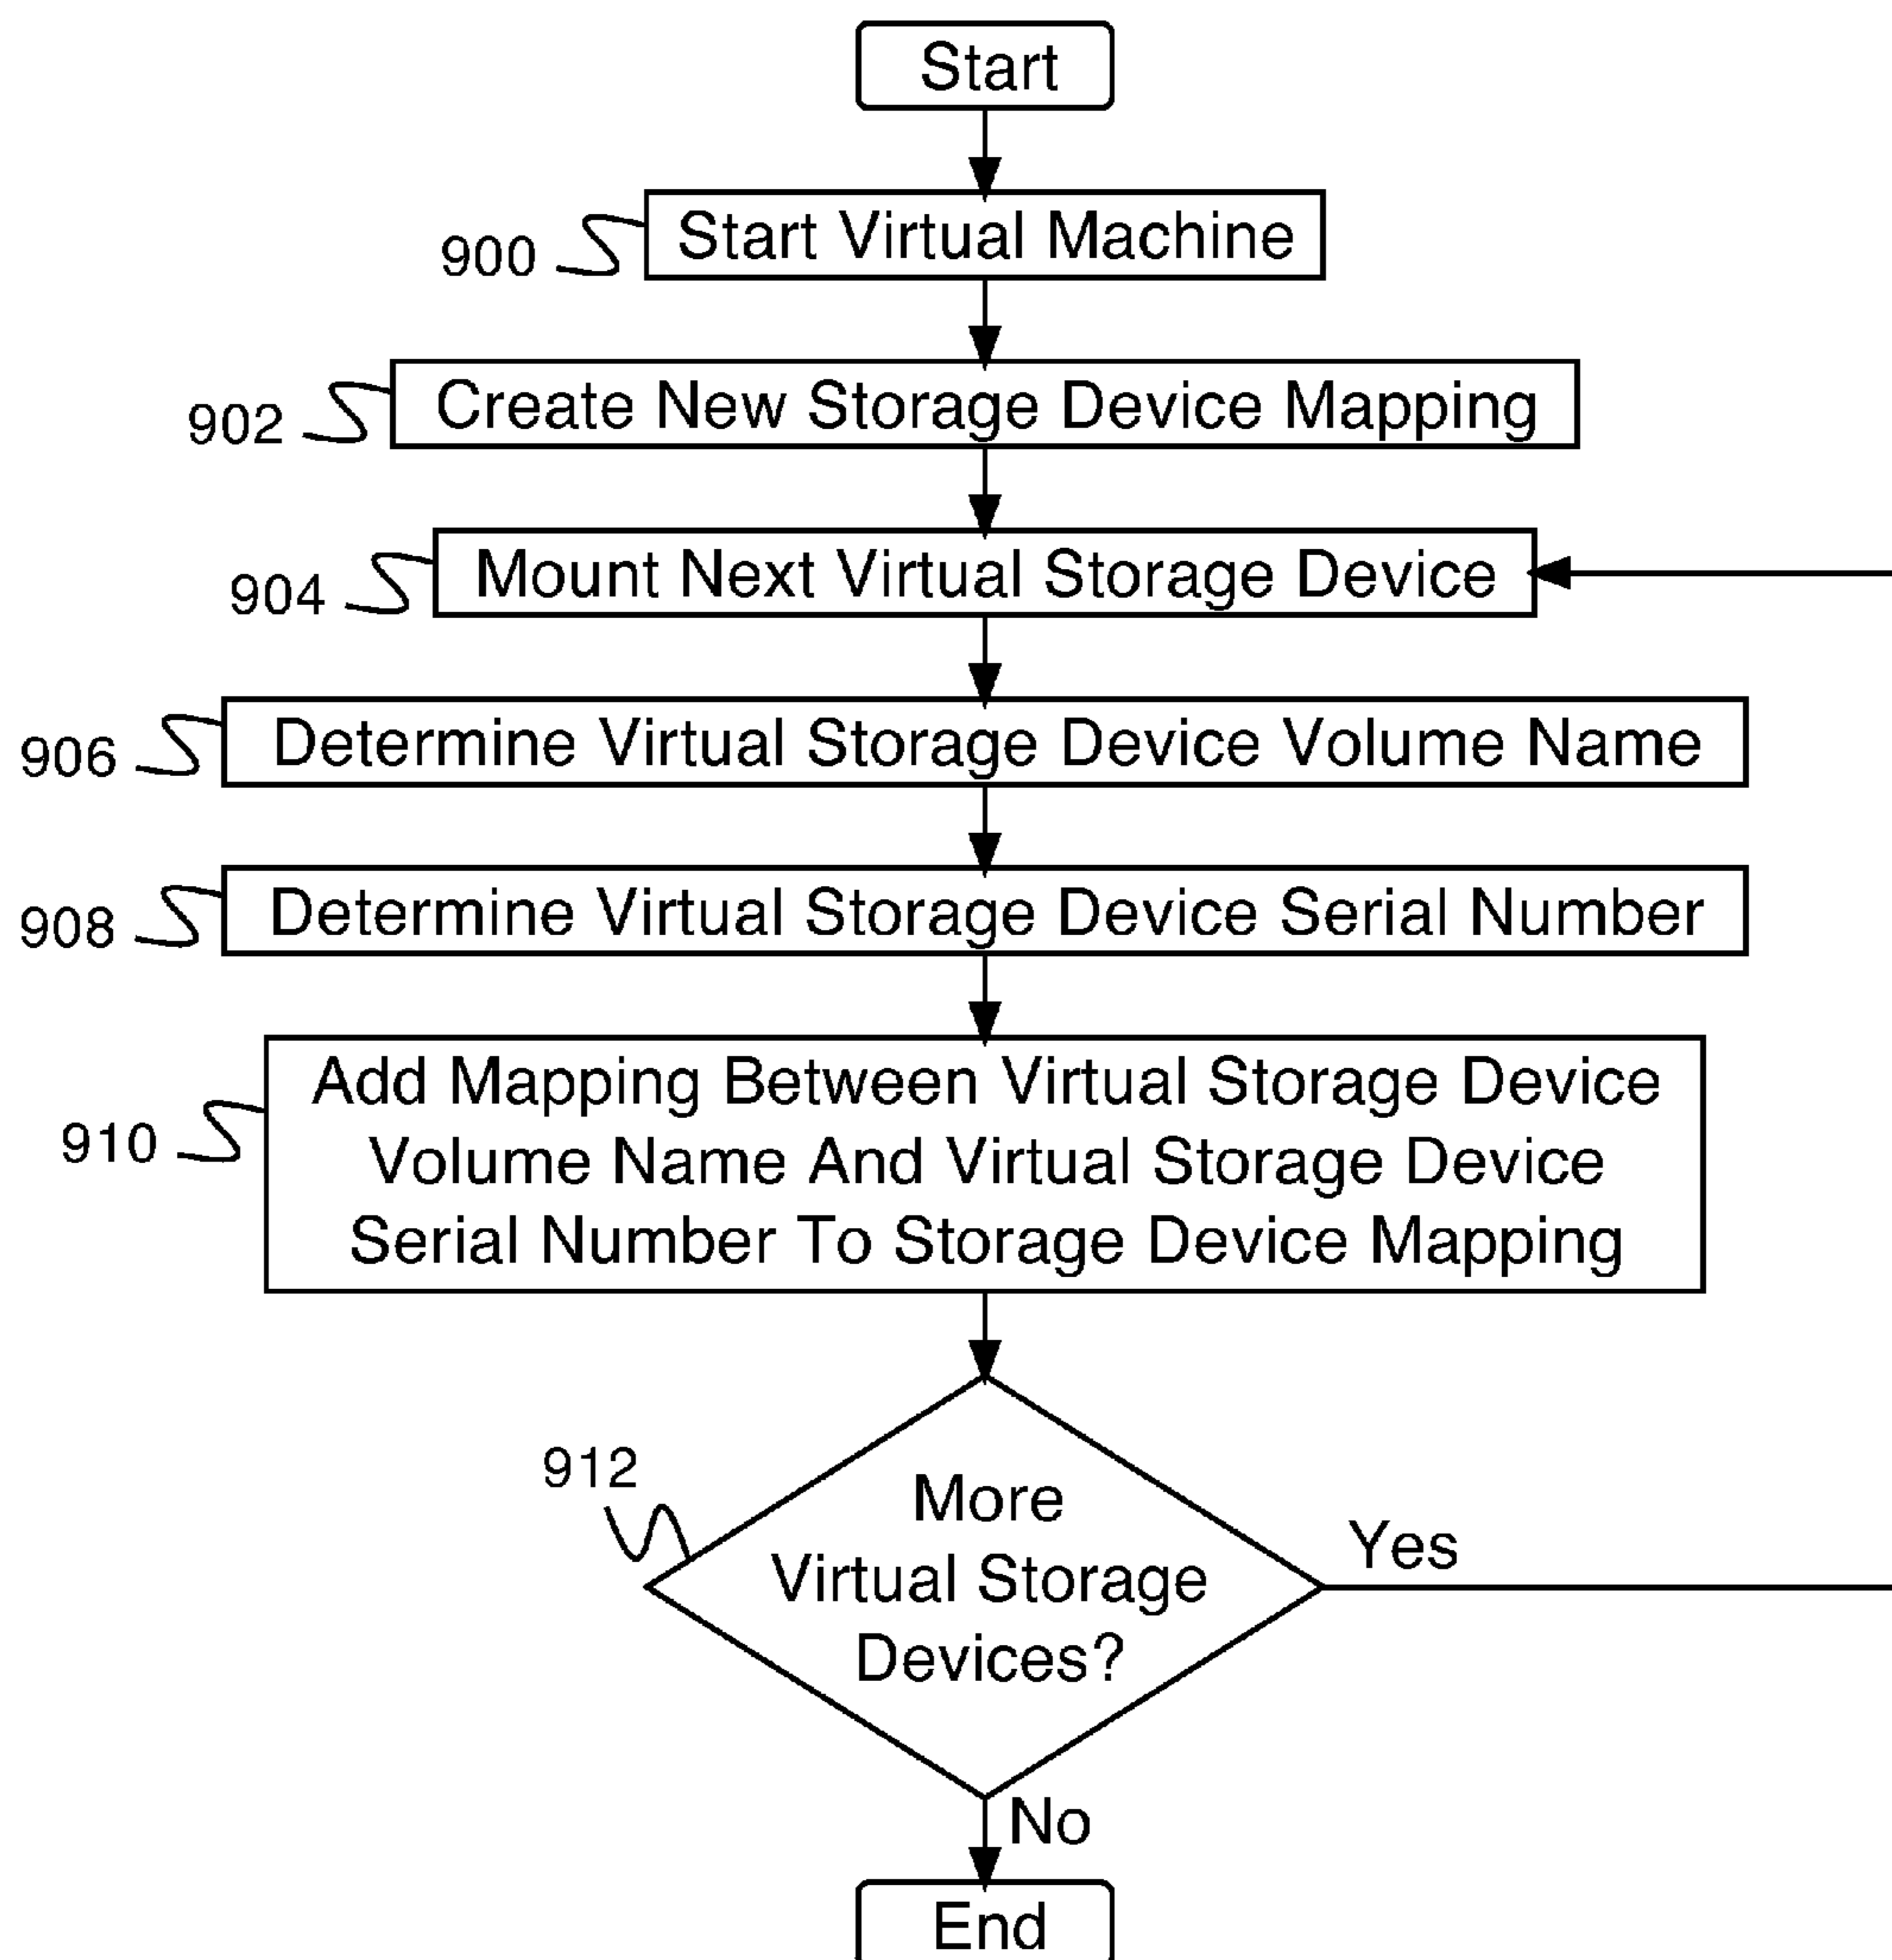 Start
900
Start Virtual Machine
902
Create New Storage Device Mapping
904
Mount Next Virtual Storage Device
906
Determine Virtual Storage Device Volume Name
908
Determine Virtual Storage Device Serial Number
910
Add Mapping Between Virtual Storage Device
Volume Name And Virtual Storage Device
Serial Number To Storage Device Mapping
912
More
Virtual Storage
Devices?
Yes
No
End